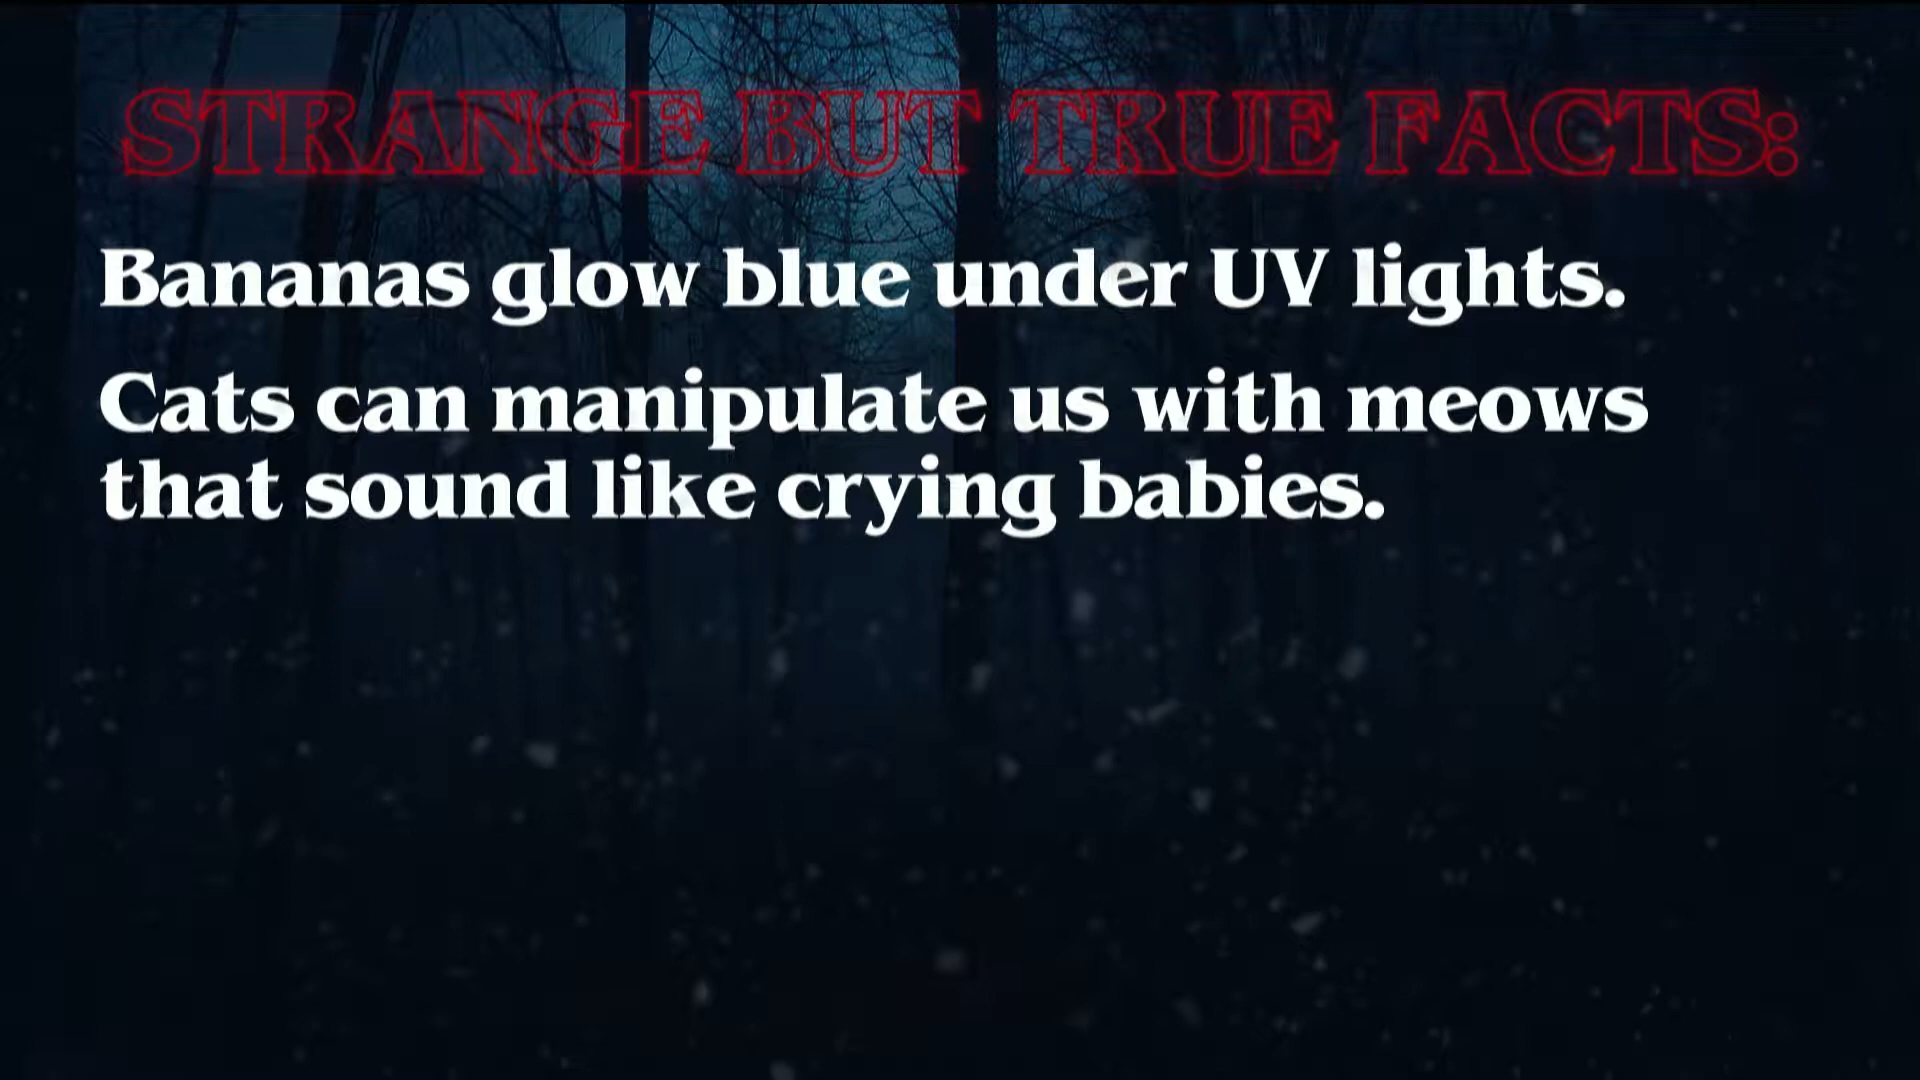 STRANGE BUT TRUE FACTS:
Bananas glow blue under UV lights.
Cats can manipulate us with meows
that sound like crying babies.